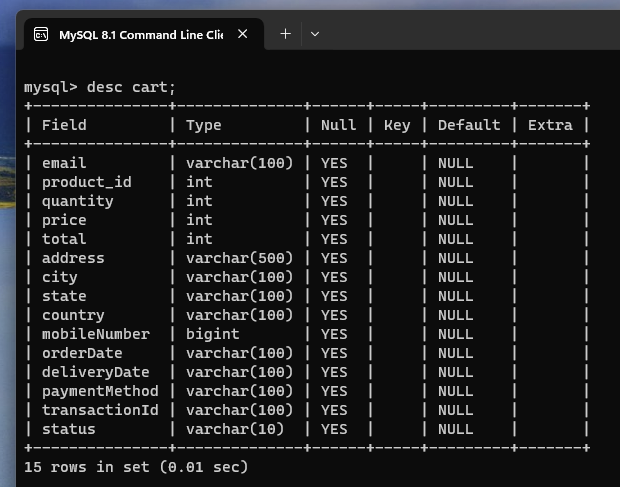 MySQL 8.1 Command Line Clie
mysql> desc cart;
+---------------+--------------+------+-----+---------+-------+
| Field         | Type         | Null | Key | Default | Extra |
+---------------+--------------+------+-----+---------+-------+
| email         | varchar(100) | YES  |     | NULL    |       |
| product_id    | int          | YES  |     | NULL    |       |
| quantity      | int          | YES  |     | NULL    |       |
| price         | int          | YES  |     | NULL    |       |
| total         | int          | YES  |     | NULL    |       |
| address       | varchar(500) | YES  |     | NULL    |       |
| city          | varchar(100) | YES  |     | NULL    |       |
| state         | varchar(100) | YES  |     | NULL    |       |
| country       | varchar(100) | YES  |     | NULL    |       |
| mobileNumber  | bigint       | YES  |     | NULL    |       |
| orderDate     | varchar(100) | YES  |     | NULL    |       |
| deliveryDate  | varchar(100) | YES  |     | NULL    |       |
| paymentMethod | varchar(100) | YES  |     | NULL    |       |
| transactionId | varchar(100) | YES  |     | NULL    |       |
| status        | varchar(10)  | YES  |     | NULL    |       |
+---------------+--------------+------+-----+---------+-------+
15 rows in set (0.01 sec)